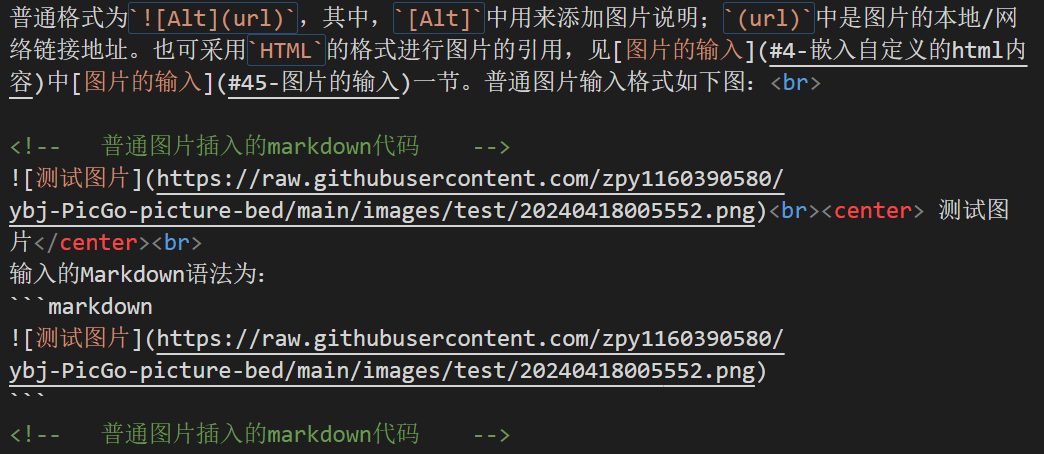 普通格式为`![Alt](url)`，其中，`[Alt]`中用来添加图片说明；`(url)`中是图片的本地/网
络链接地址。也可采用`HTML`的格式进行图片的引用，见[图片的输入](#4-嵌入自定义的html内
容)中[图片的输入](#45-图片的输入)一节。普通图片输入格式如下图：<br>
<!--   普通图片插入的markdown代码    -->
![测试图片](https://raw.githubusercontent.com/zpy1160390580/
ybj-PicGo-picture-bed/main/images/test/20240418005552.png)<br><center> 测试图
片</center><br>
输入的Markdown语法为：
```markdown
![测试图片](https://raw.githubusercontent.com/zpy1160390580/
ybj-PicGo-picture-bed/main/images/test/20240418005552.png)
```
<!--   普通图片插入的markdown代码    -->